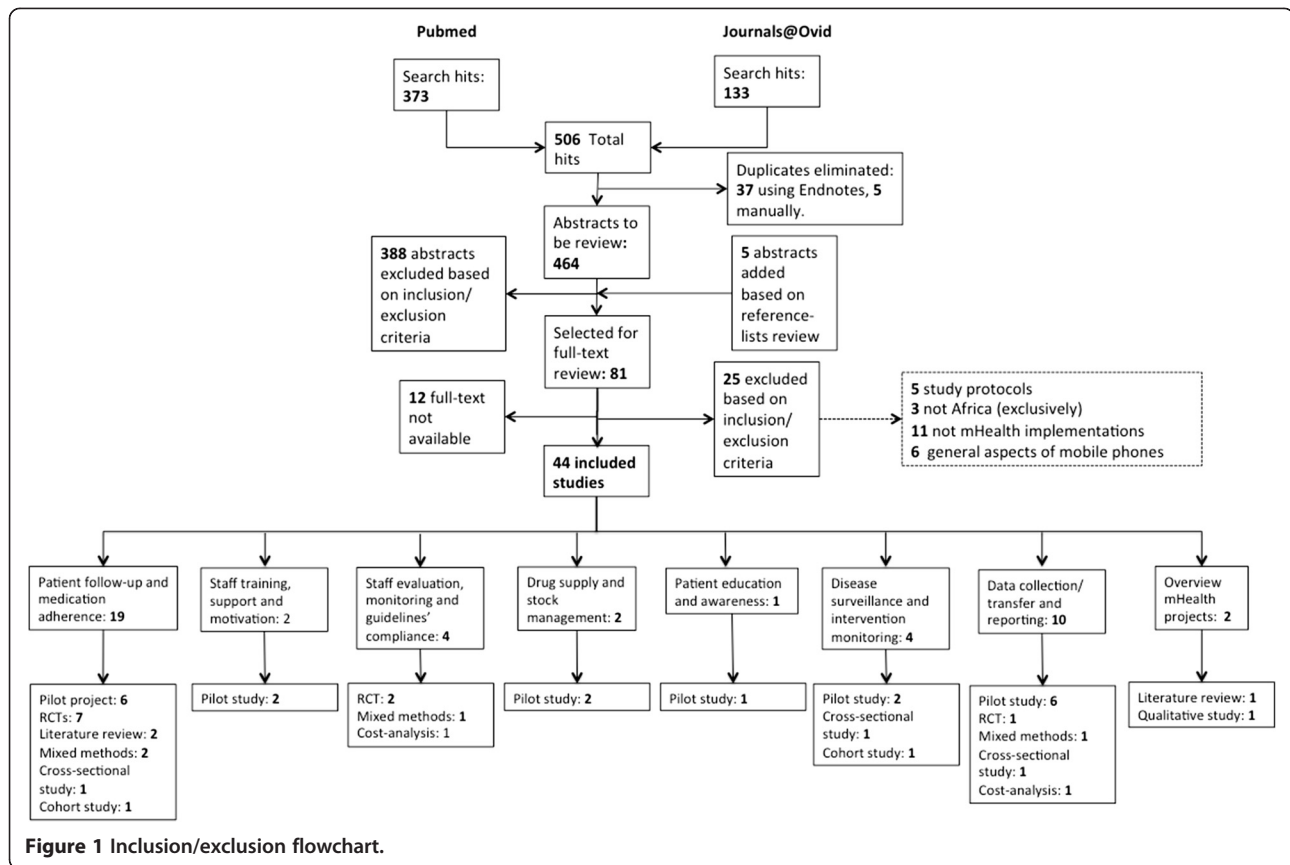 Pubmed
Journals@Ovid
Search hits:
373
Search hits:
133
506 Total
hits
Duplicates eliminated:
37 using Endnotes, 5
manually.
Abstracts to
be review:
464
388 abstracts
excluded based
on inclusion/
exclusion
criteria
5 abstracts
added
based on
reference-
lists review
Selected for
full-text
review: 81
12 full-text
not
available
25 excluded
based on
inclusion/
exclusion
criteria
5 study protocols
3 not Africa (exclusively)
11 not mHealth implementations
6 general aspects of mobile phones
44 included
studies
Patient follow-up and
medication
adherence: 19
Staff training,
support and
motivation: 2
Staff evaluation,
monitoring and
guidelines'
compliance: 4
Drug supply and
stock
management: 2
Patient education
and awareness: 1
Disease
surveillance and
intervention
monitoring: 4
Data collection/
transfer and
reporting: 10
Overview
mHealth
projects: 2
Pilot project: 6
RCTs: 7
Literature review: 2
Mixed methods: 2
Cross-sectional
study: 1
Cohort study: 1
Pilot study: 2
RCT: 2
Mixed methods: 1
Cost-analysis: 1
Pilot study: 2
Pilot study: 1
Pilot study: 2
Cross-sectional
study: 1
Cohort study: 1
Pilot study: 6
RCT: 1
Mixed methods: 1
Cross-sectional
study: 1
Cost-analysis: 1
Literature review: 1
Qualitative study: 1
Figure 1 Inclusion/exclusion flowchart.